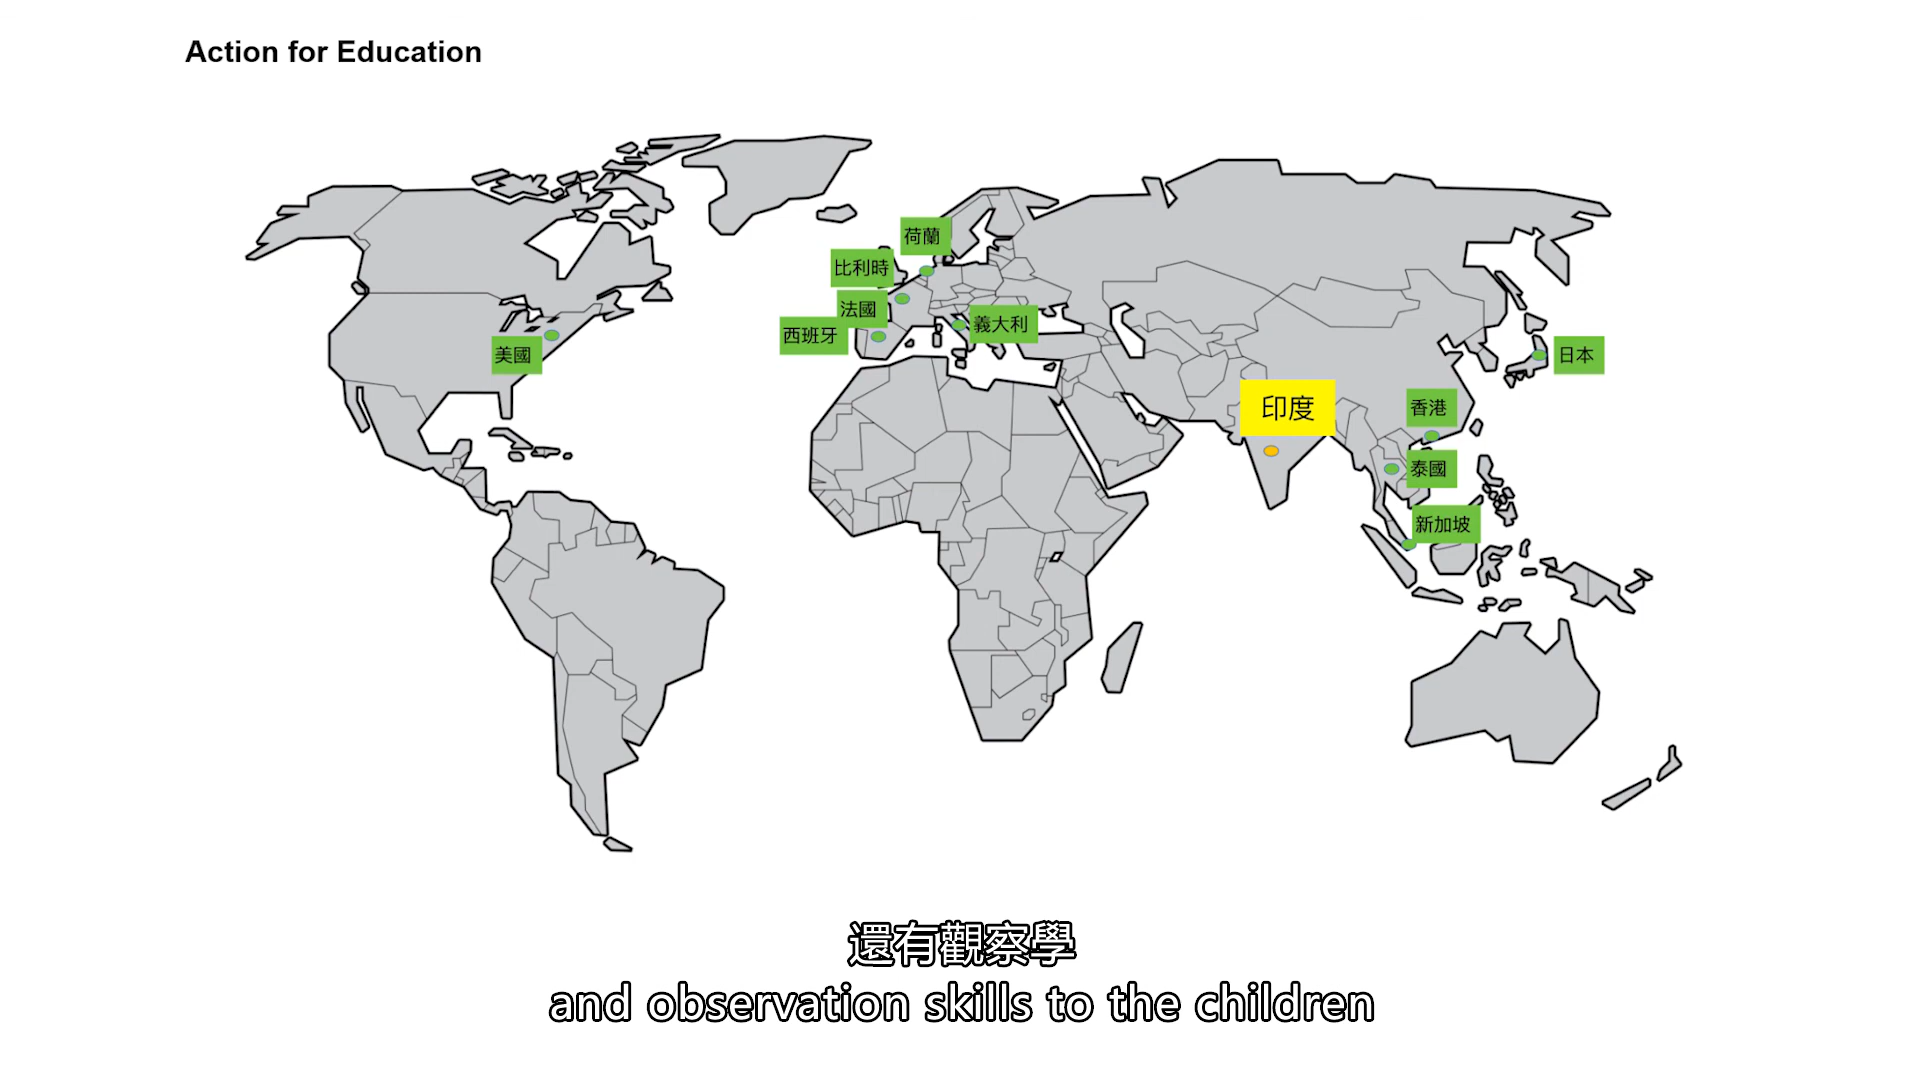 Action for Education
荷蘭
比利時
法國
西班牙
義大利
美國
日本
印度
香港
泰國
新加坡
還有觀察學
and observation skills to the children